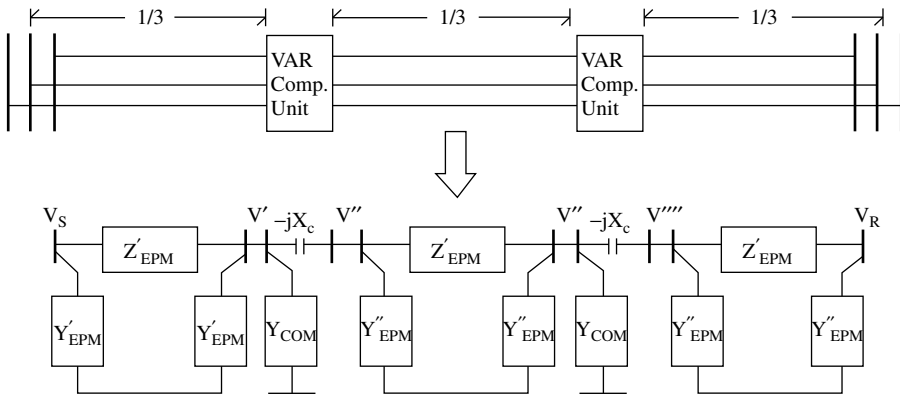 1/3 1/3 1/3
VAR Comp. Unit
VAR Comp. Unit
V_S V′ −jX_c V″ V″ −jX_c V″″ V_R
Z′_EPM Z′_EPM Z′_EPM
Y′_EPM Y′_EPM Y_COM Y″_EPM Y″_EPM Y_COM Y″_EPM Y″_EPM